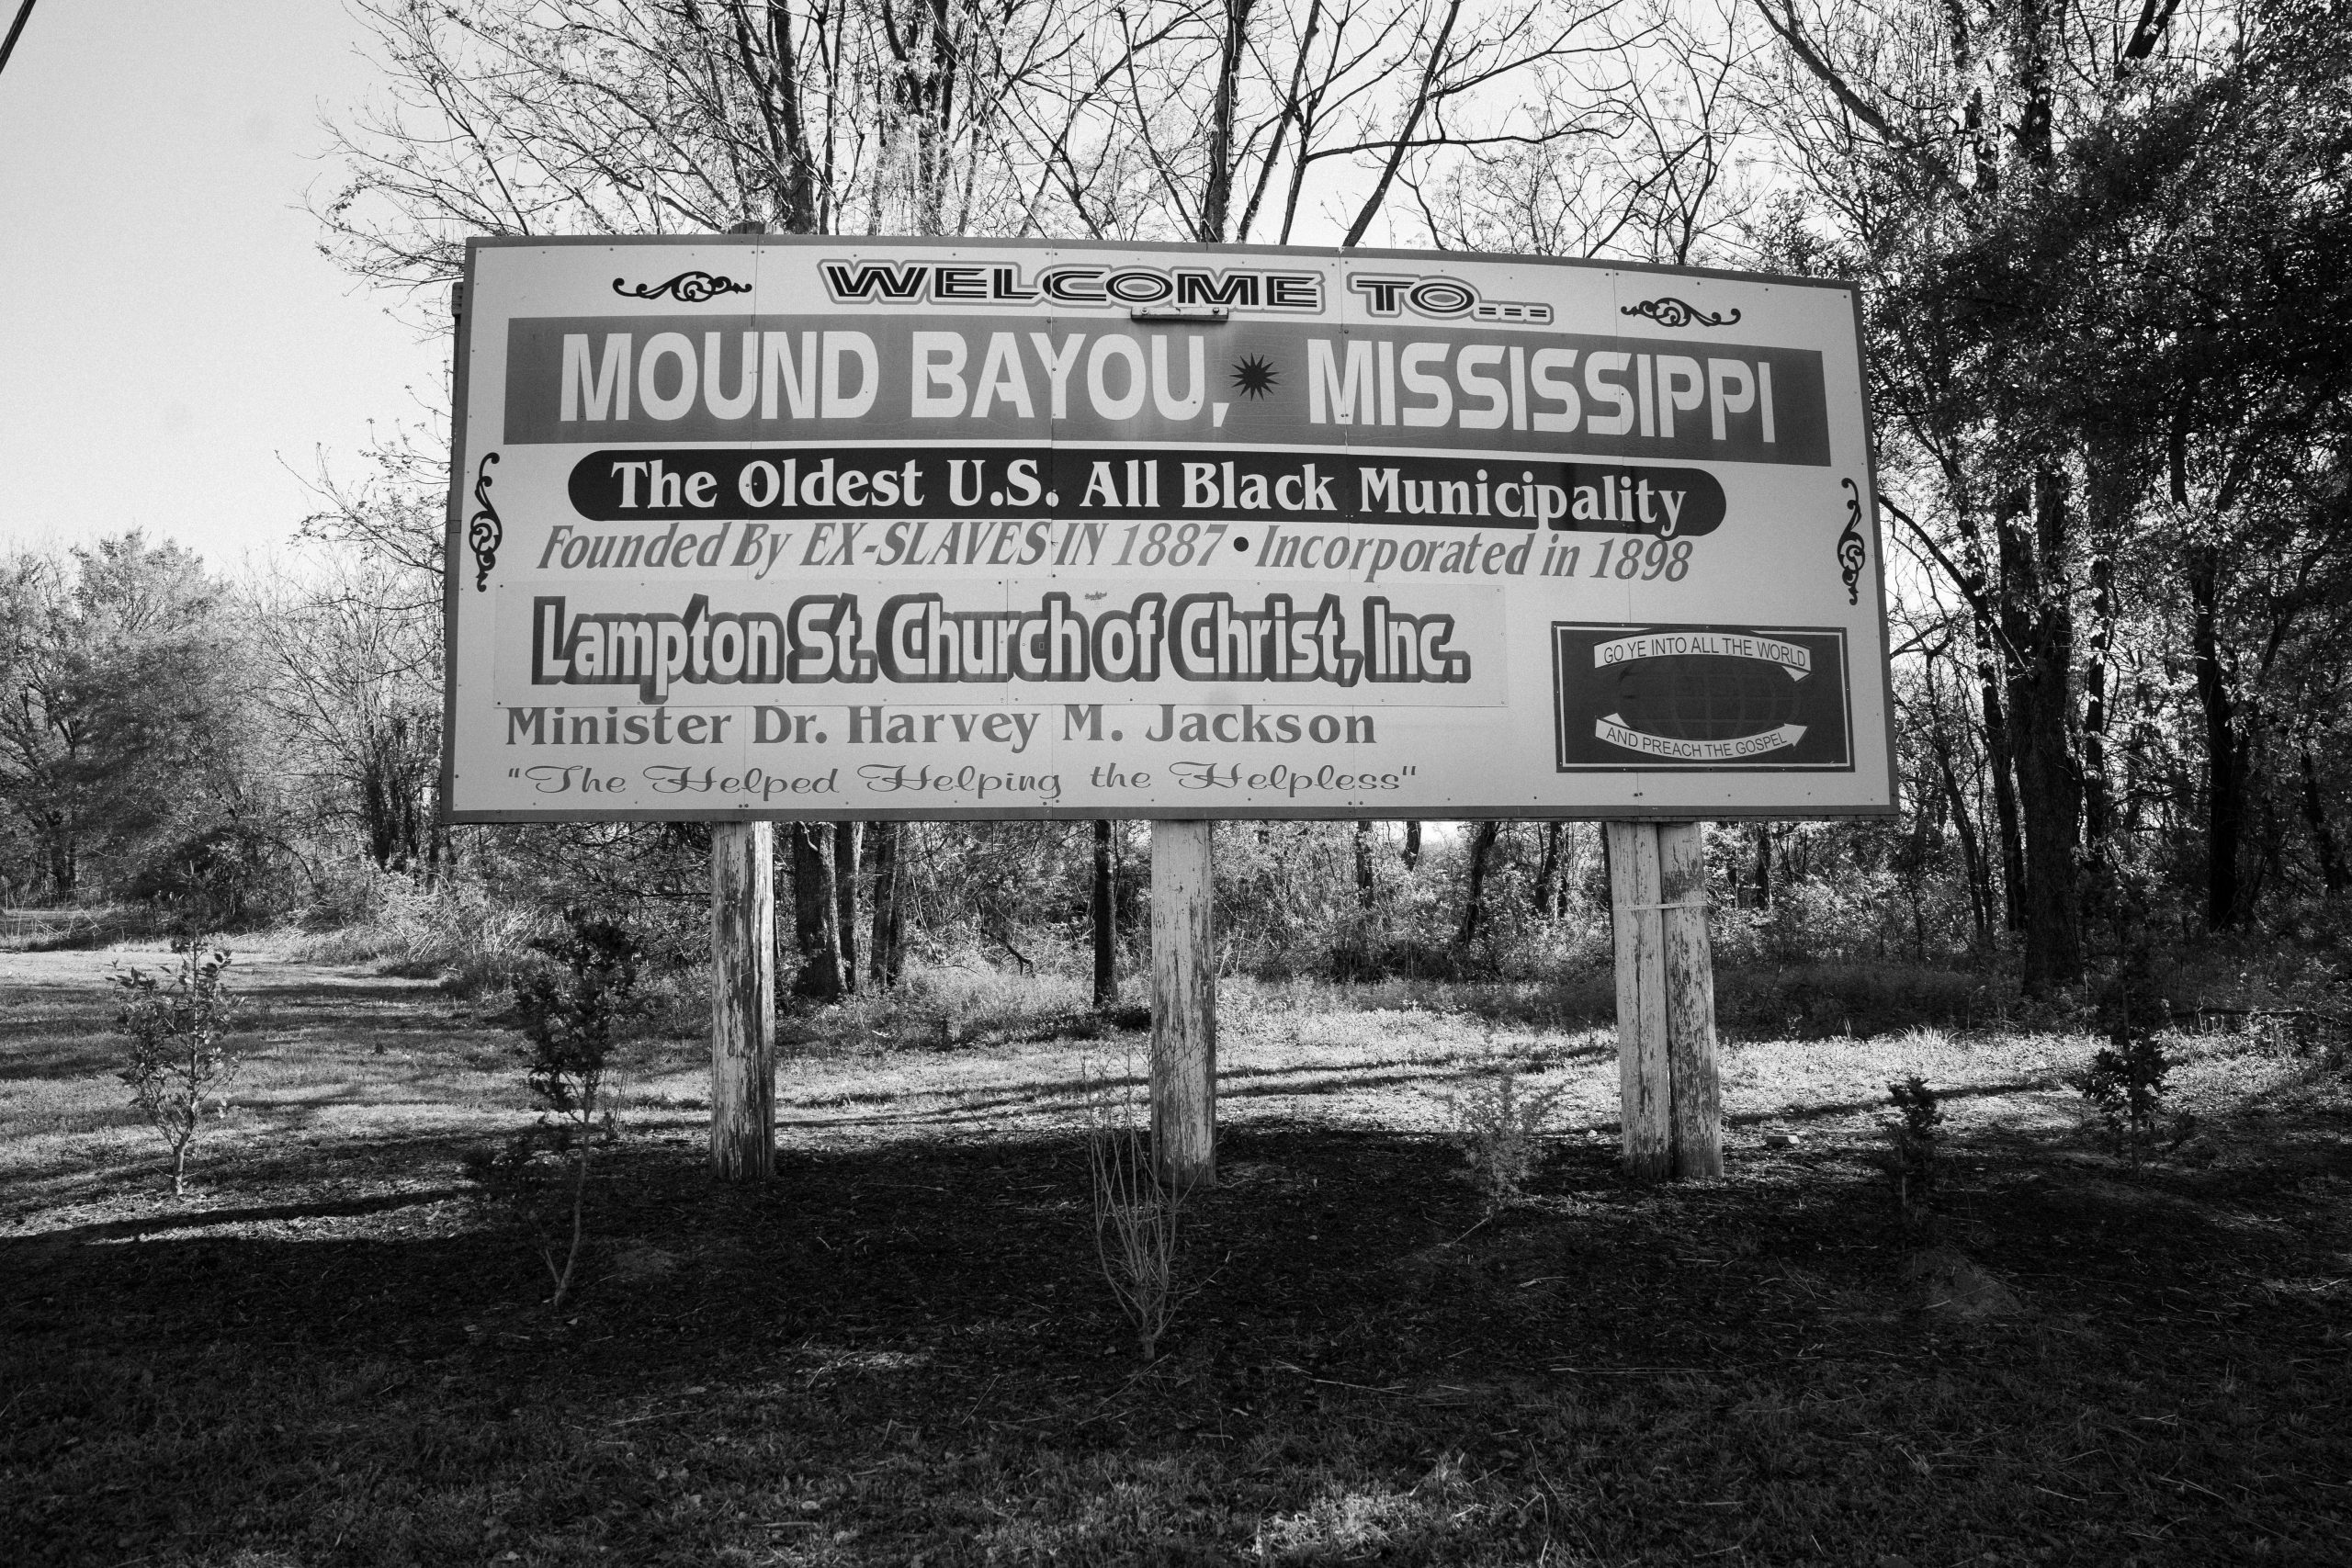 WELCOME TO....
MOUND BAYOU, MISSISSIPPI
The Oldest U.S. All Black Municipality
Founded By EX-SLAVES IN 1887 • Incorporated in 1898
Lampton St. Church of Christ, Inc.
Minister Dr. Harvey M. Jackson
"The Helped Helping the Helpless"
GO YE INTO ALL THE WORLD
AND PREACH THE GOSPEL